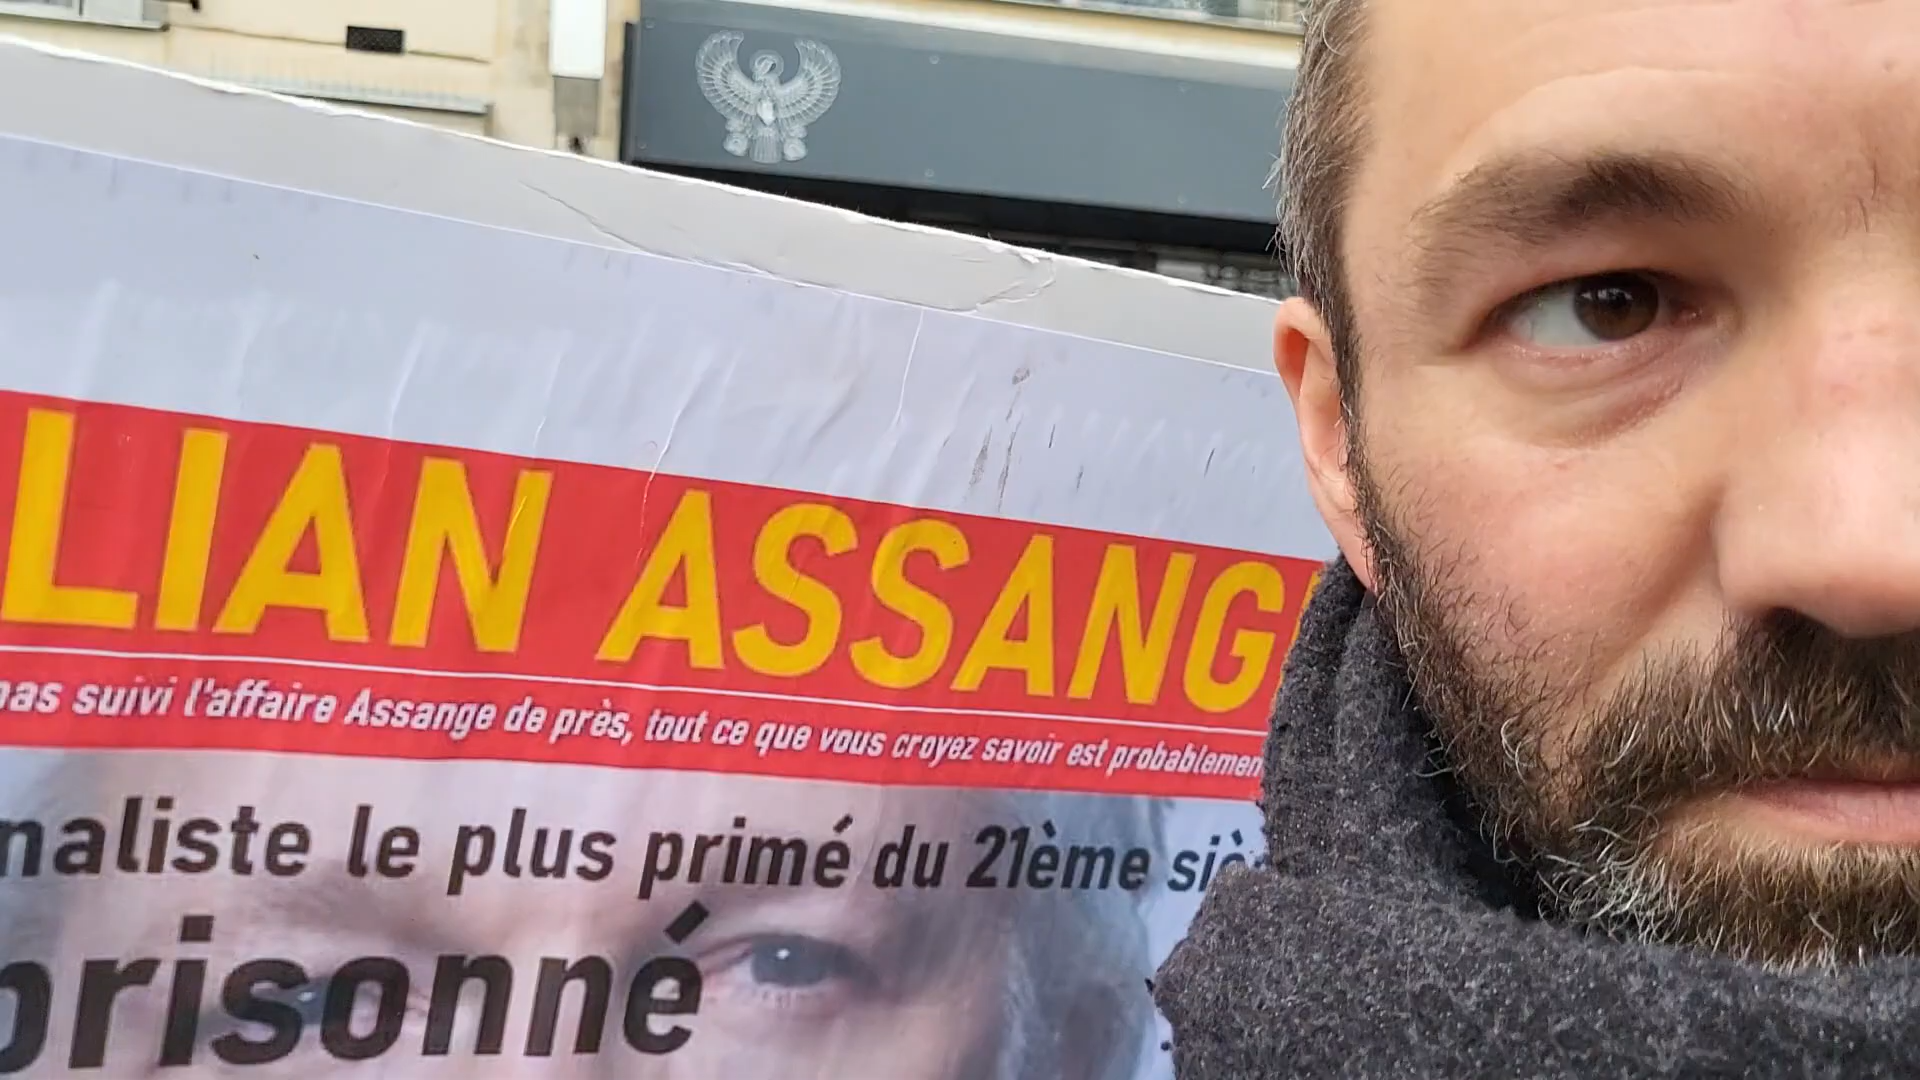 LIAN ASSANG
pas suivi l'affaire Assange de près, tout ce que vous croyez savoir est probablemen
naliste le plus primé du 21ème siè
prisonné